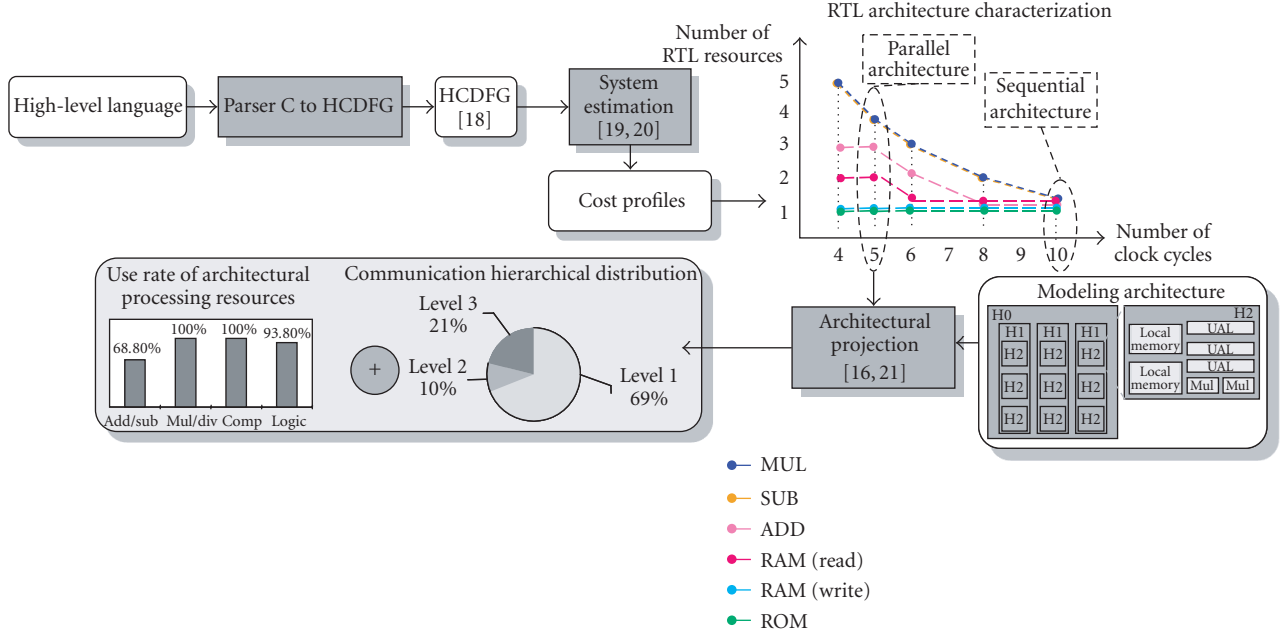 RTL architecture characterization
Number of
RTL resources
Parallel
architecture
Sequential
architecture
High-level language
Parser C to HCDFG
HCDFG
[18]
System
estimation
[19, 20]
Cost profiles
5
4
3
2
1
4
5
6
7
8
9
10
Number of
clock cycles
Use rate of architectural
processing resources
68.80%
100%
100%
93.80%
Add/sub
Mul/div
Comp
Logic
Communication hierarchical distribution
+
Level 3
21%
Level 2
10%
Level 1
69%
Architectural
projection
[16, 21]
Modeling architecture
H0
H1
H1
H1
H2
H2
H2
H2
H2
H2
H2
H2
H2
H2
Local
memory
Local
memory
UAL
UAL
UAL
Mul
Mul
MUL
SUB
ADD
RAM (read)
RAM (write)
ROM